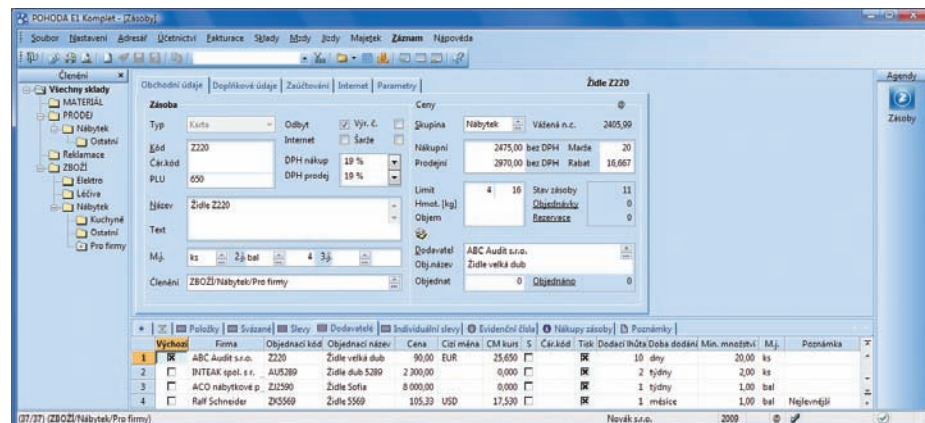 POHODA E1 Komplet - [Zásoby]
Soubor Nastavení Adresář Účetnictví Fakturace Sklady Mzdy Jízdy Majetek Záznam Nápověda
Členění
Všechny sklady
MATERIÁL
PRODEJ
Nábytek
Ostatní
Reklamace
ZBOŽÍ
Elektro
Léčiva
Nábytek
Kuchyně
Ostatní
Pro firmy
Obchodní údaje Doplňkové údaje Zaúčtování Internet Parametry
Židle Z220
Zásoba
Typ Karta Odbyt Výr. č.
Internet Šarže
Kód Z220
Čár.kód DPH nákup 19 %
PLU 650 DPH prodej 19 %
Název Židle Z220
Text
M.j. ks 2.j. bal 4 3.j.
Členění ZBOŽÍ/Nábytek/Pro firmy
Ceny @
Skupina Nábytek Vážená n.c. 2405,99
Nákupní 2475,00 bez DPH Marže 20
Prodejní 2970,00 bez DPH Rabat 16,667
Limit 4 16 Stav zásoby 11
Hmot. [kg] Objednávky 0
Objem Rezervace 0
Dodavatel ABC Audit s.r.o.
Obj.název Židle velká dub
Objednat 0 Objednáno 0
Agendy
Zásoby
Položky Svázané Slevy Dodavatelé Individuální slevy Evidenční čísla Nákupy zásoby Poznámky
Výchozí Firma Objednací kód Objednací název Cena Cizí měna CM kurs S Čár.kód Tisk Dodací lhůta Doba dodání Min. množství M.j. Poznámka
1 ABC Audit s.r.o. Z220 Židle velká dub 90,00 EUR 25,650 10 dny 20,00 ks
2 INTEAK spol. s r. AU5289 Židle dub 5289 2 300,00 0,000 2 týdny 2,00 ks
3 ACO nábytkové p ZJ2590 Židle Sofia 8 000,00 0,000 1 týdny 1,00 bal
4 Ralf Schneider ZK5569 Židle 5569 105,33 USD 17,530 1 měsíce 1,00 bal Nejlevnější
(37/37) (ZBOŽÍ/Nábytek/Pro firmy) Novák s.r.o. 2009 @